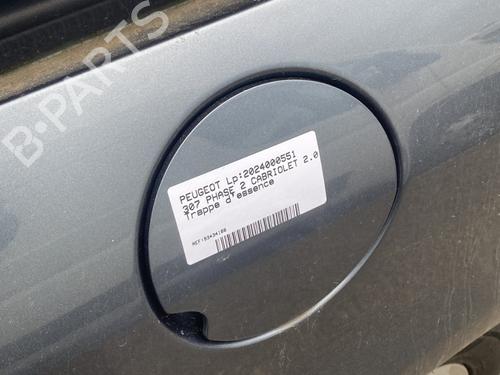 PEUGEOT Lp:2024000551
307 PHASE 2 CABRIOLET 2.0
Trappe d'essence
B-PARTS